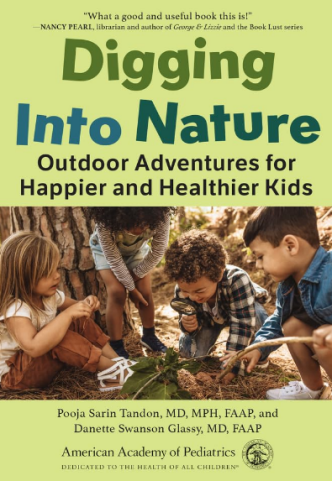 "What a good and useful book this is!"
—NANCY PEARL, librarian and author of George & Lizzie and the Book Lust series
Digging
Into Nature
Outdoor Adventures for
Happier and Healthier Kids
Pooja Sarin Tandon, MD, MPH, FAAP, and
Danette Swanson Glassy, MD, FAAP
American Academy of Pediatrics
DEDICATED TO THE HEALTH OF ALL CHILDREN®